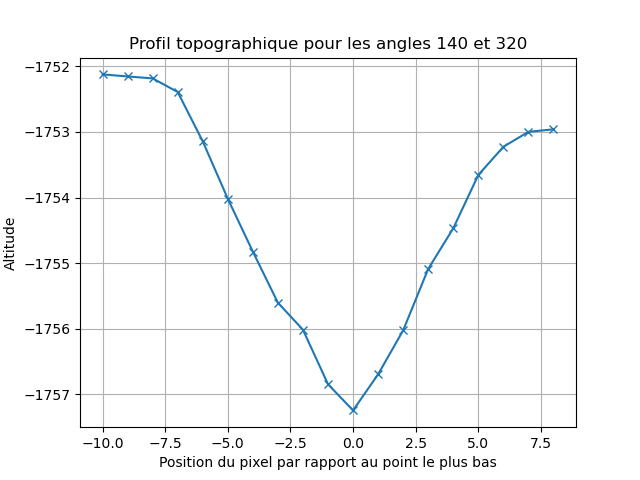 Profil topographique pour les angles 140 et 320
−1752
−1753
−1754
−1755
−1756
−1757
Altitude
−10.0 −7.5 −5.0 −2.5 0.0 2.5 5.0 7.5
Position du pixel par rapport au point le plus bas